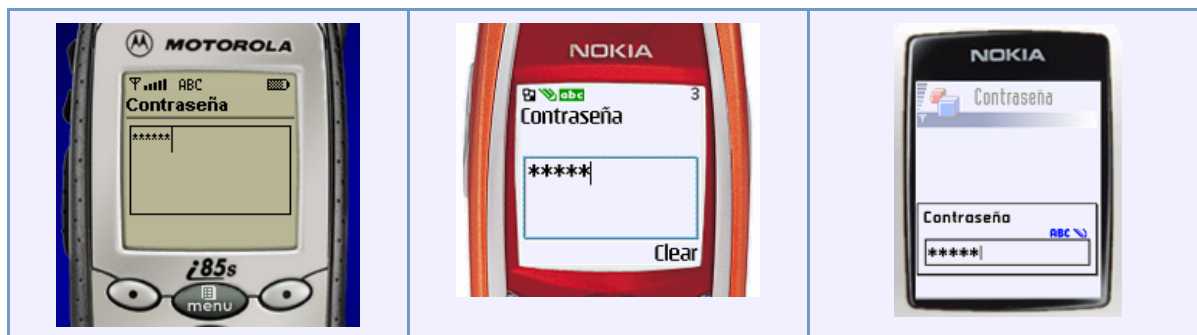 MOTOROLA
ABC
Contraseña
******
i85s
menu
NOKIA
abc 3
Contraseña
*****
Clear
NOKIA
Contraseña
Contraseña
ABC
*****